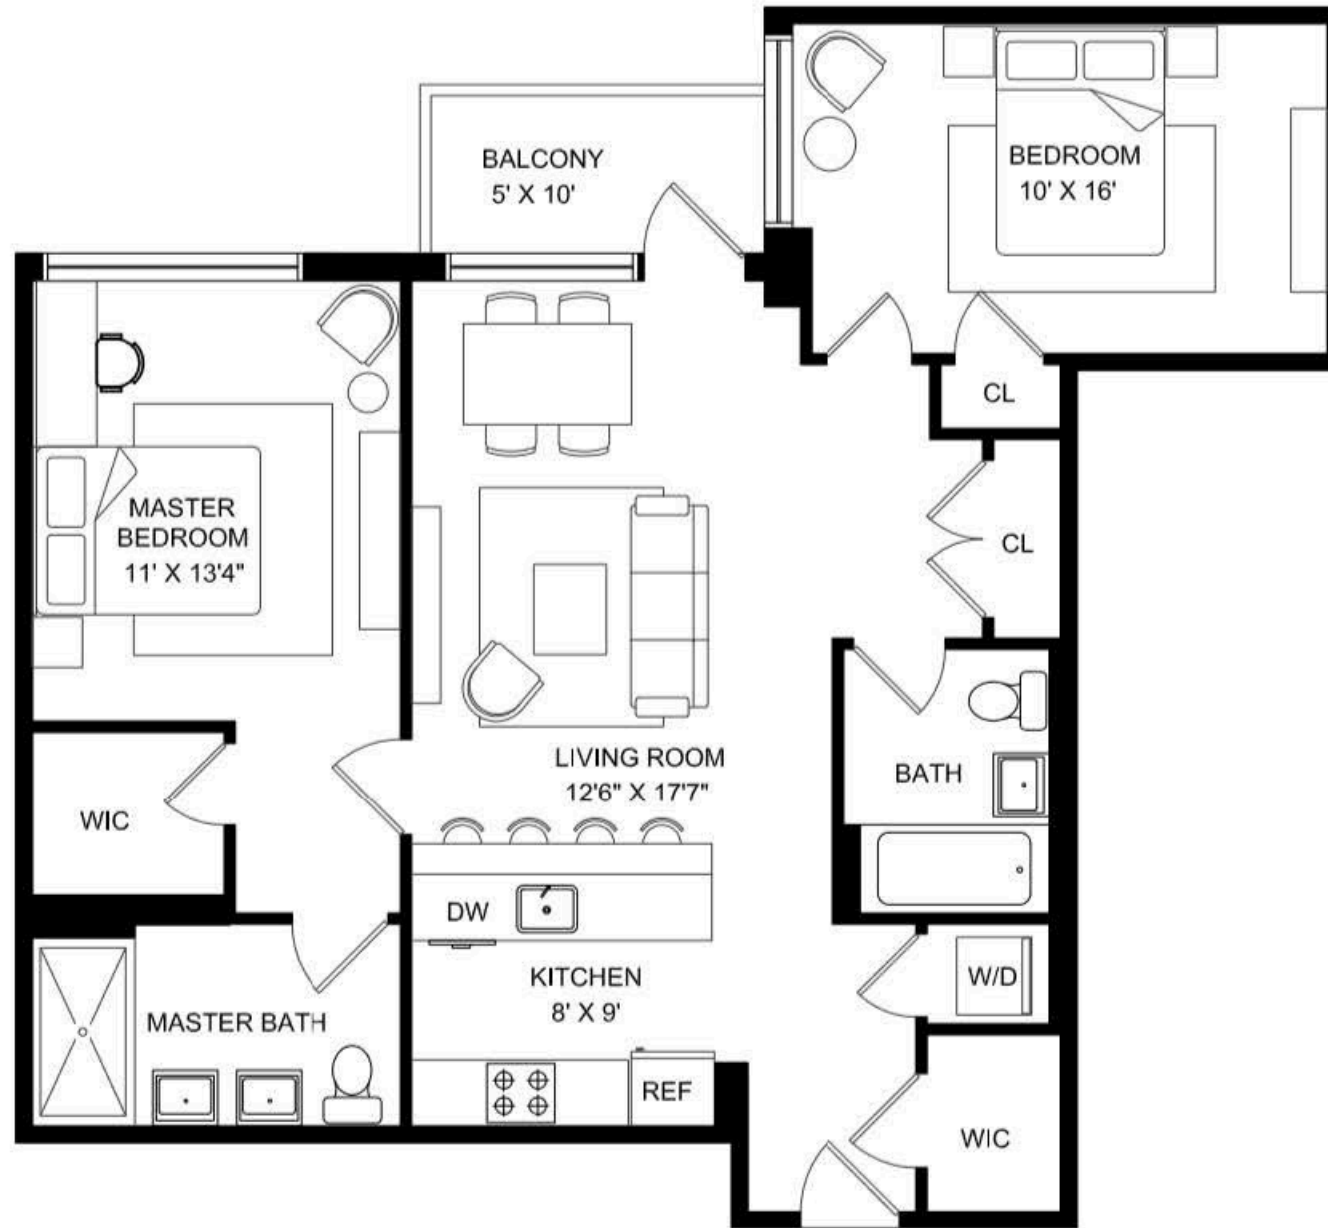 BALCONY
5' X 10'
BEDROOM
10' X 16'
CL
MASTER
BEDROOM
11' X 13'4"
CL
LIVING ROOM
12'6" X 17'7"
BATH
WIC
DW
KITCHEN
8' X 9'
W/D
MASTER BATH
REF
WIC